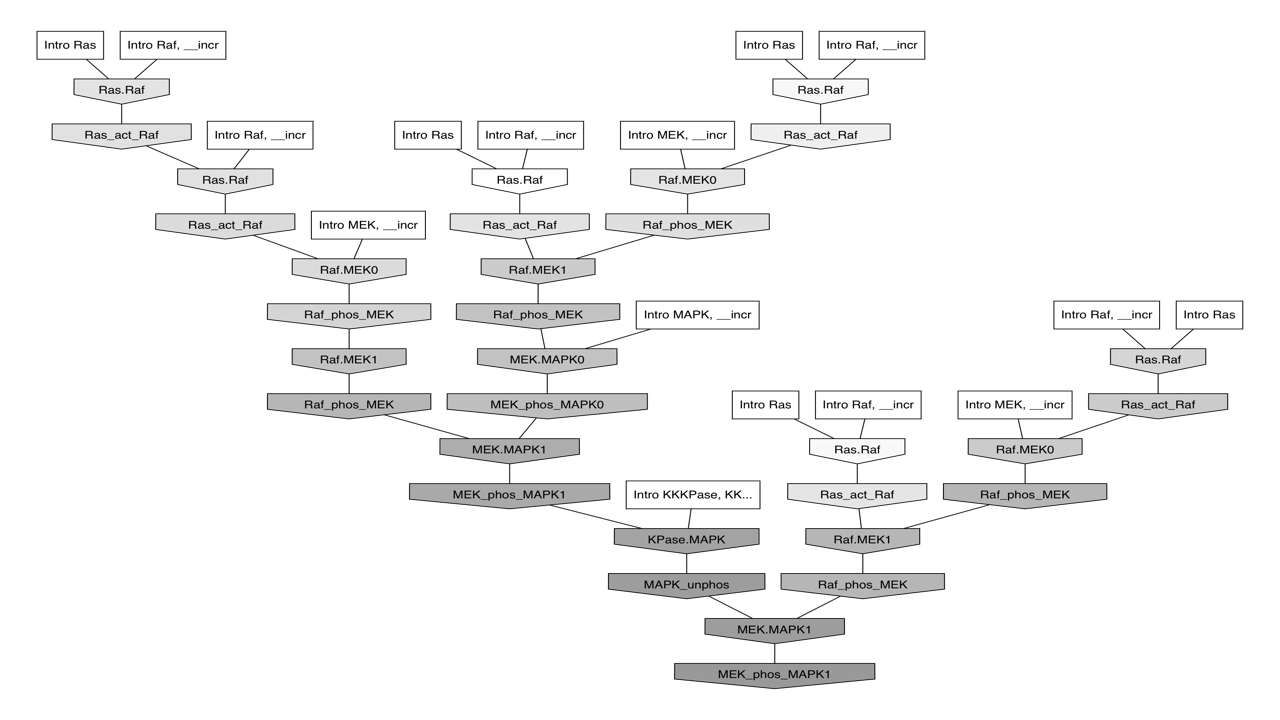 Intro Ras
Intro Raf, __incr
Intro Ras
Intro Raf, __incr
Ras.Raf
Ras.Raf
Ras_act_Raf
Intro Raf, __incr
Intro Ras
Intro Raf, __incr
Intro MEK, __incr
Ras_act_Raf
Ras.Raf
Ras.Raf
Raf.MEK0
Ras_act_Raf
Intro MEK, __incr
Ras_act_Raf
Raf_phos_MEK
Raf.MEK0
Raf.MEK1
Raf_phos_MEK
Raf_phos_MEK
Intro MAPK, __incr
Intro Raf, __incr
Intro Ras
Raf.MEK1
MEK.MAPK0
Ras.Raf
Raf_phos_MEK
MEK_phos_MAPK0
Intro Ras
Intro Raf, __incr
Intro MEK, __incr
Ras_act_Raf
MEK.MAPK1
Ras.Raf
Raf.MEK0
MEK_phos_MAPK1
Intro KKKPase, KK...
Ras_act_Raf
Raf_phos_MEK
KPase.MAPK
Raf.MEK1
MAPK_unphos
Raf_phos_MEK
MEK.MAPK1
MEK_phos_MAPK1